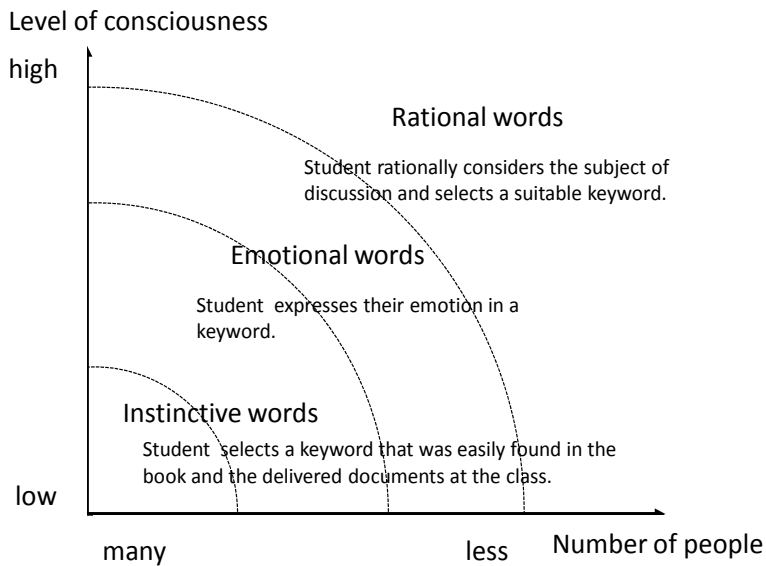 Level of consciousness
high
Rational words
Student rationally considers the subject of
discussion and selects a suitable keyword.
Emotional words
Student expresses their emotion in a
keyword.
Instinctive words
Student selects a keyword that was easily found in the
book and the delivered documents at the class.
low
many
less
Number of people